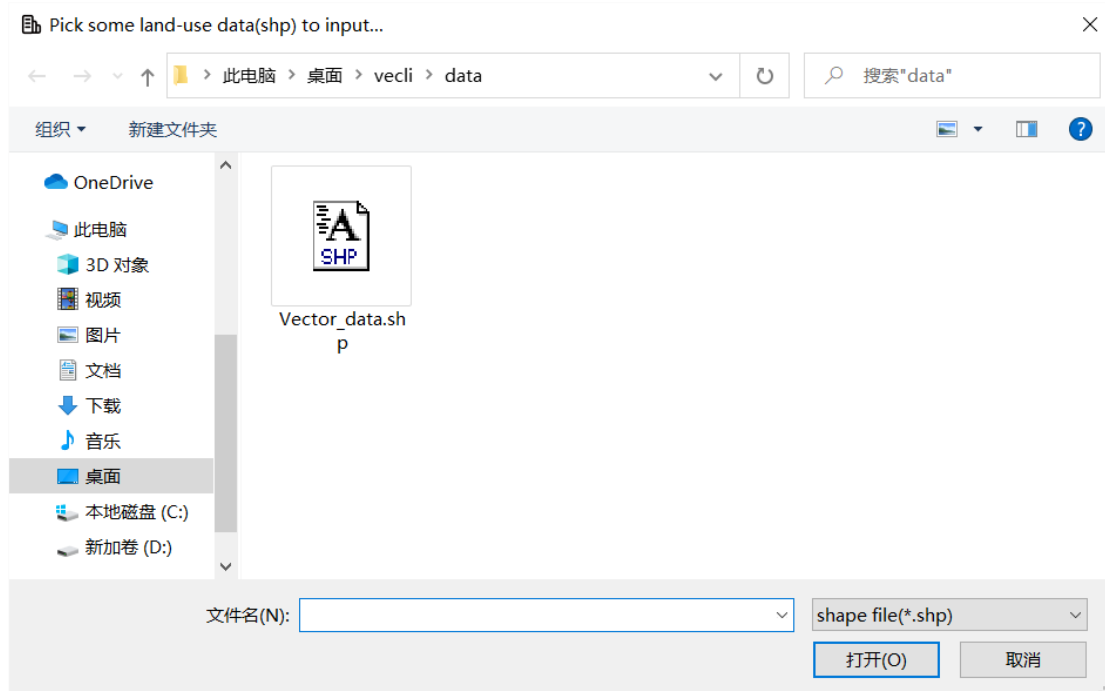 Pick some land-use data(shp) to input...
此电脑 > 桌面 > vecli > data
搜索"data"
组织
新建文件夹
?
OneDrive
此电脑
3D 对象
视频
图片
文档
下载
音乐
桌面
本地磁盘 (C:)
新加卷 (D:)
A
SHP
Vector_data.sh
p
文件名(N):
shape file(*.shp)
打开(O)
取消